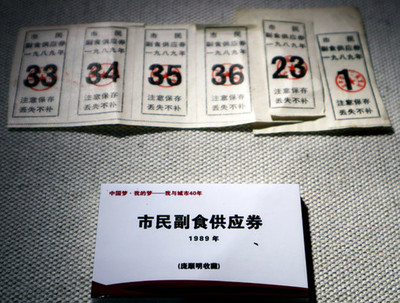 市民
副食供应券
一九八九年
33
注意保存
丢失不补
市民
副食供应券
一九八九年
34
注意保存
丢失不补
市民
副食供应券
一九八九年
35
注意保存
丢失不补
市民
副食供应券
一九八九年
36
注意保存
丢失不补
市民
副食供应券
一九八九年
23
注意保存
丢失不补
市民
副食供应券
一九八九年
1
注意保存
丢失不补
中国梦·我的梦——我与城市40年
市民副食供应券
1989年
(庞顺明收藏)